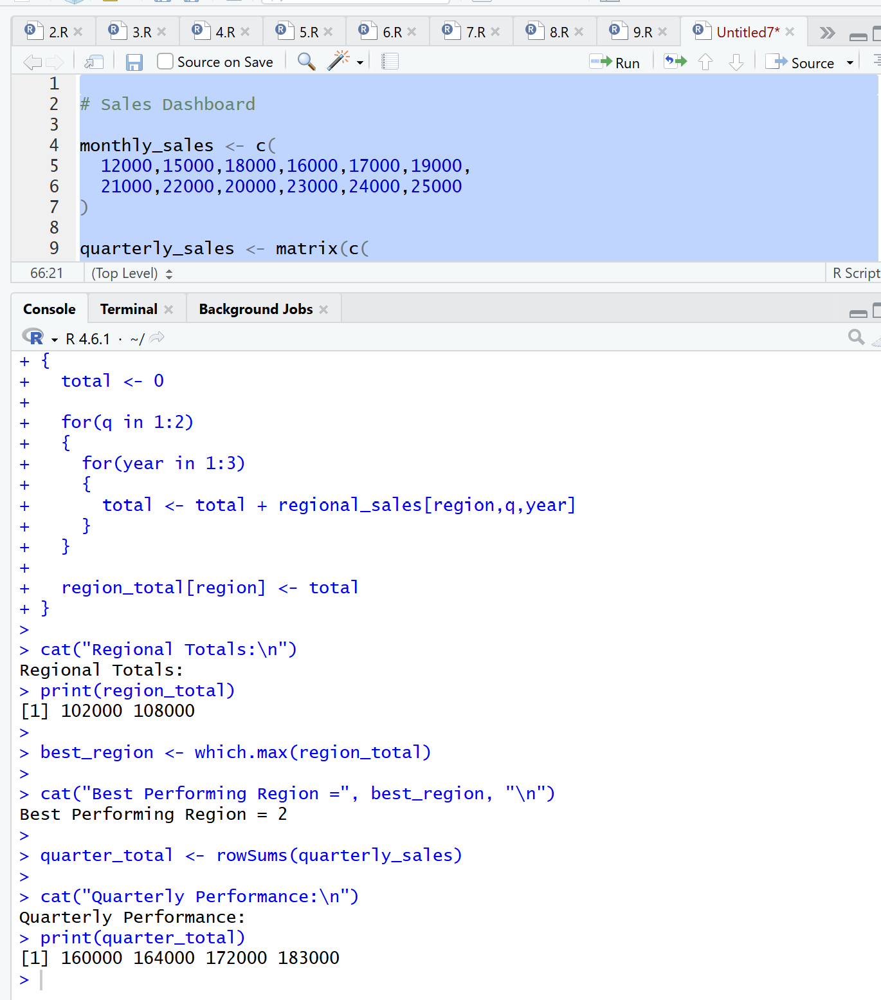 2.R 3.R 4.R 5.R 6.R 7.R 8.R 9.R Untitled7*
Source on Save Run Source
1
2 # Sales Dashboard
3
4 monthly_sales <- c(
5   12000,15000,18000,16000,17000,19000,
6   21000,22000,20000,23000,24000,25000
7 )
8
9 quarterly_sales <- matrix(c(
66:21 (Top Level) R Script
Console Terminal Background Jobs
R R 4.6.1 · ~/
+ {
+   total <- 0
+
+   for(q in 1:2)
+   {
+     for(year in 1:3)
+     {
+       total <- total + regional_sales[region,q,year]
+     }
+   }
+
+   region_total[region] <- total
+ }
>
> cat("Regional Totals:\n")
Regional Totals:
> print(region_total)
[1] 102000 108000
>
> best_region <- which.max(region_total)
>
> cat("Best Performing Region =", best_region, "\n")
Best Performing Region = 2
>
> quarter_total <- rowSums(quarterly_sales)
>
> cat("Quarterly Performance:\n")
Quarterly Performance:
> print(quarter_total)
[1] 160000 164000 172000 183000
>